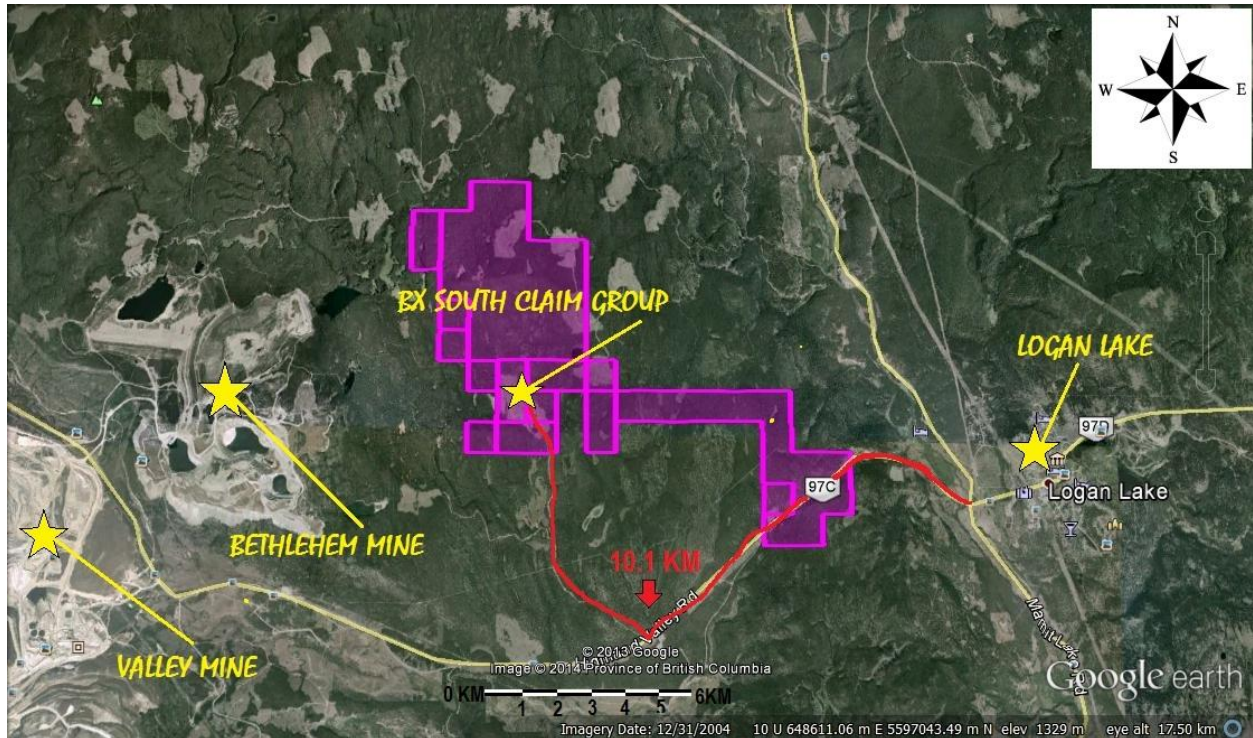 N
W
E
S
BX SOUTH CLAIM GROUP
LOGAN LAKE
97D
97C
Logan Lake
BETHLEHEM MINE
10.1 KM
VALLEY MINE
Valley Rd
© 2013 Google
Image © 2014 Province of British Columbia
Google earth
0 KM
1
2
3
4
5
6KM
Imagery Date: 12/31/2004 10 U 648611.06 m E 5597043.49 m N elev 1329 m eye alt 17.50 km